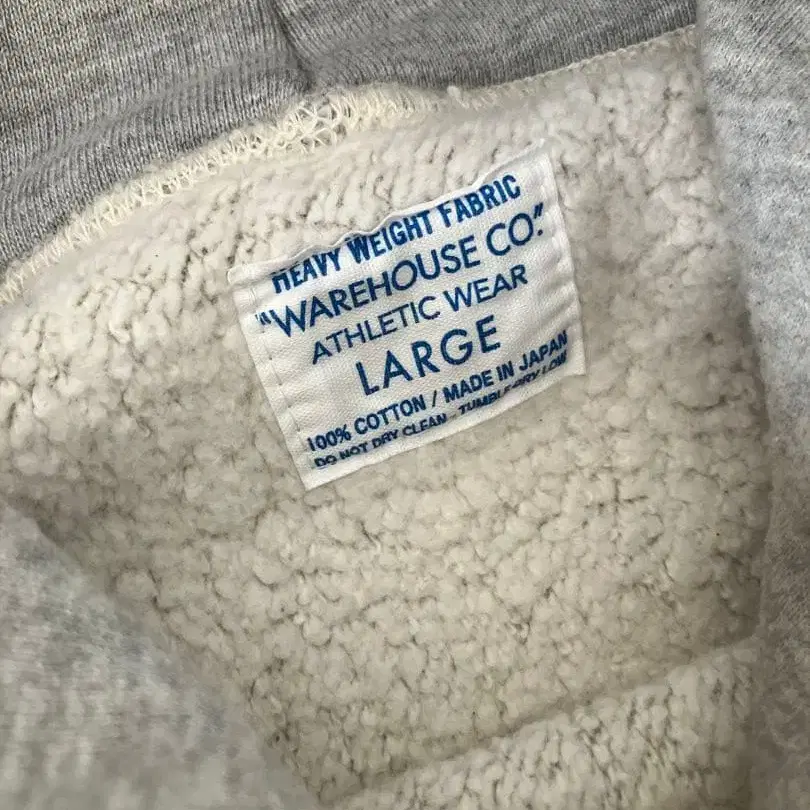 HEAVY WEIGHT FABRIC
"WAREHOUSE CO."
ATHLETIC WEAR
LARGE
100% COTTON / MADE IN JAPAN
DO NOT DRY CLEAN - TUMBLE DRY LOW